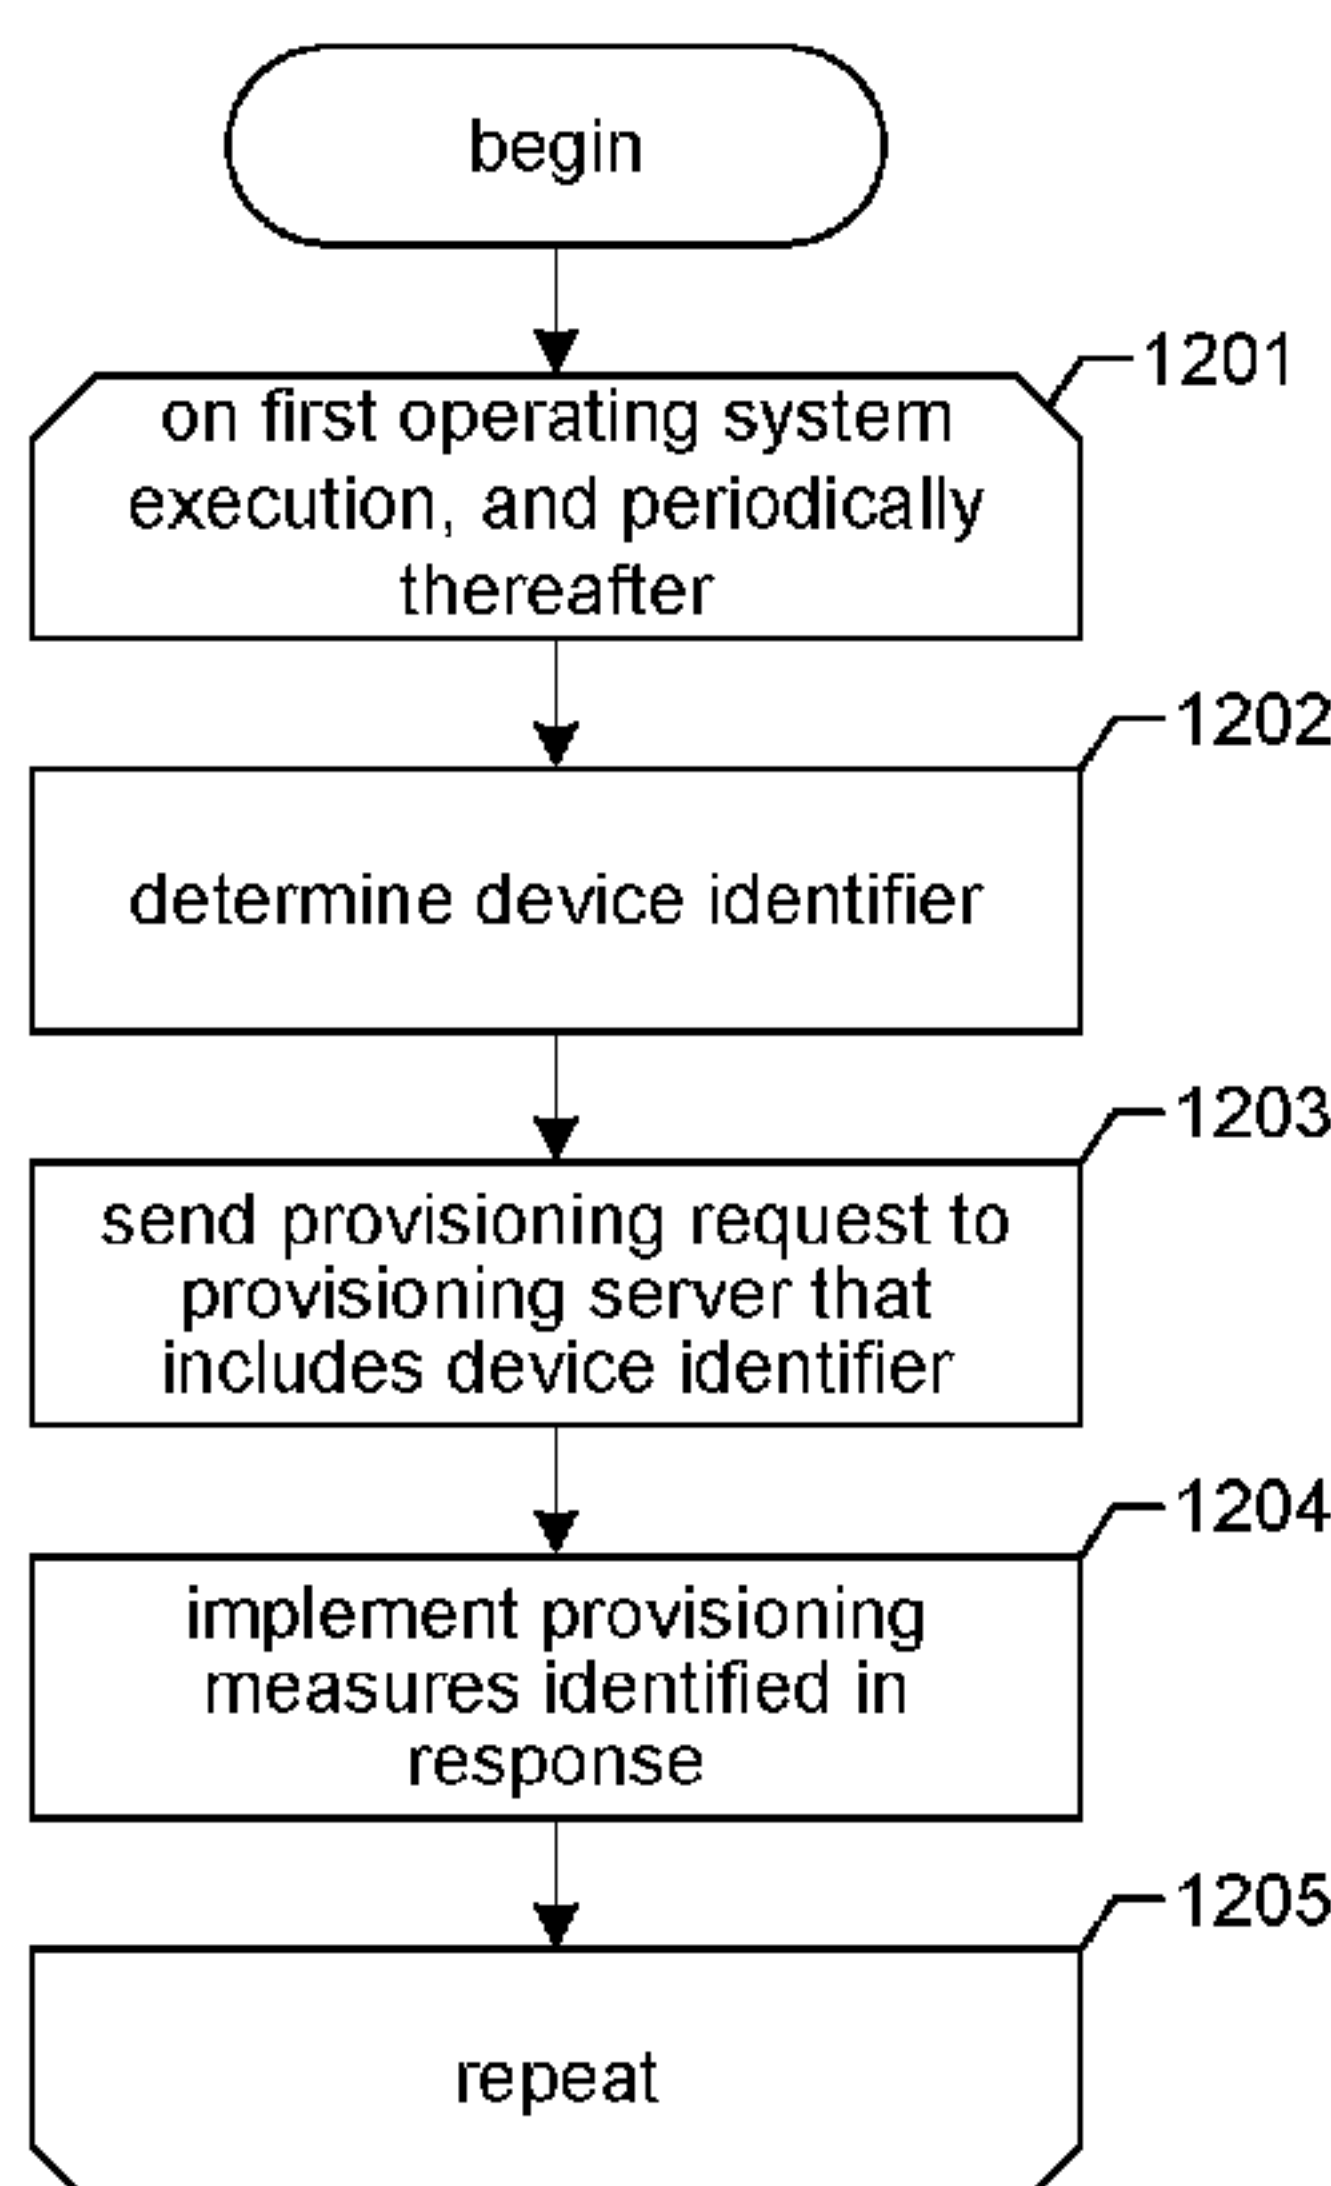 begin
1201
on first operating system
execution, and periodically
thereafter
1202
determine device identifier
1203
send provisioning request to
provisioning server that
includes device identifier
1204
implement provisioning
measures identified in
response
1205
repeat